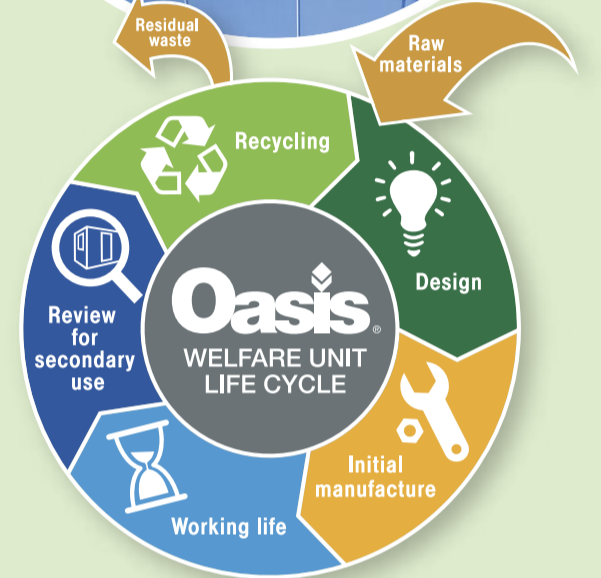 Residual
waste
Raw
materials
Recycling
Design
Oasis®
WELFARE UNIT
LIFE CYCLE
Review
for
secondary
use
Initial
manufacture
Working life